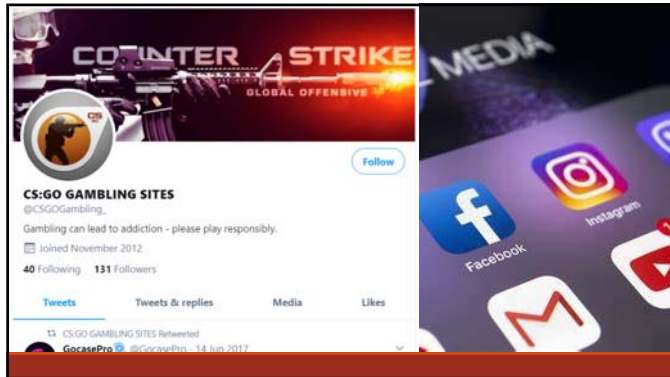 COUNTER STRIKE
GLOBAL OFFENSIVE
CS
GO
Follow
CS:GO GAMBLING SITES
@CSGOGambling_
Gambling can lead to addiction - please play responsibly.
Joined November 2012
40 Following 131 Followers
Tweets Tweets & replies Media Likes
CS:GO GAMBLING SITES Retweeted
GocasePro @GocasePro · 14 Jun 2017
MEDIA
Facebook
Instagram
1